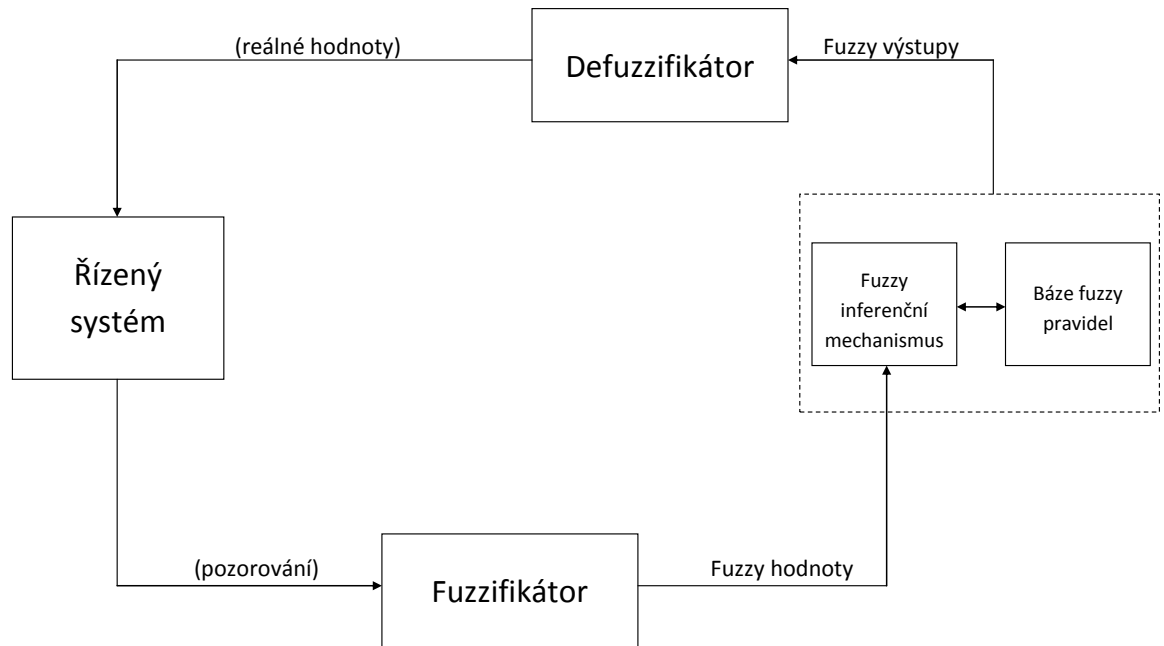 (reálné hodnoty)
Defuzzifikátor
Fuzzy výstupy
Řízený
systém
Fuzzy
inferenční
mechanismus
Báze fuzzy
pravidel
(pozorování)
Fuzzifikátor
Fuzzy hodnoty